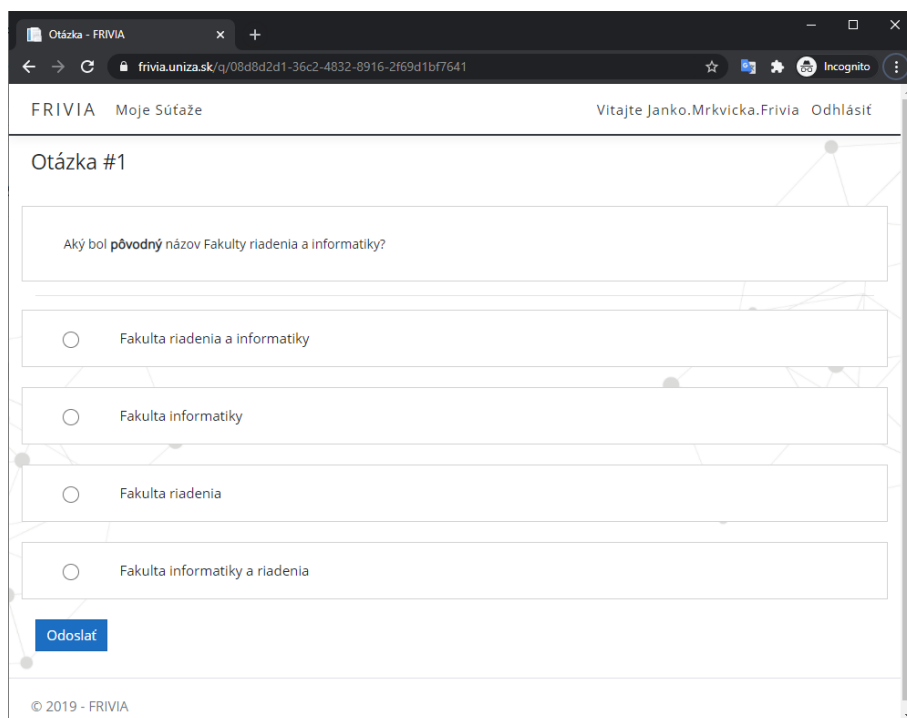 Otázka - FRIVIA
frivia.uniza.sk/q/08d8d2d1-36c2-4832-8916-2f69d1bf7641
Incognito
FRIVIA Moje Súťaže Vitajte Janko.Mrkvicka.Frivia Odhlásiť
Otázka #1
Aký bol pôvodný názov Fakulty riadenia a informatiky?
Fakulta riadenia a informatiky
Fakulta informatiky
Fakulta riadenia
Fakulta informatiky a riadenia
Odoslať
© 2019 - FRIVIA